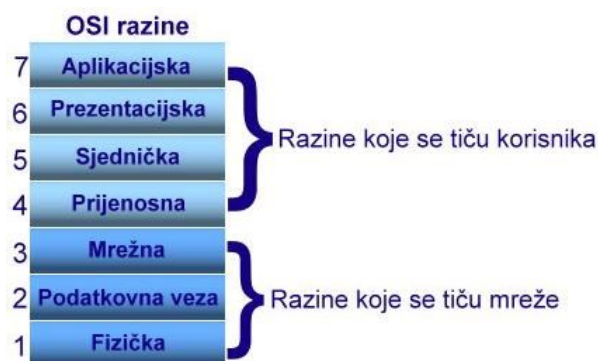 OSI razine
7 Aplikacijska
6 Prezentacijska
5 Sjednička
4 Prijenosna
Razine koje se tiču korisnika
3 Mrežna
2 Podatkovna veza
1 Fizička
Razine koje se tiču mreže